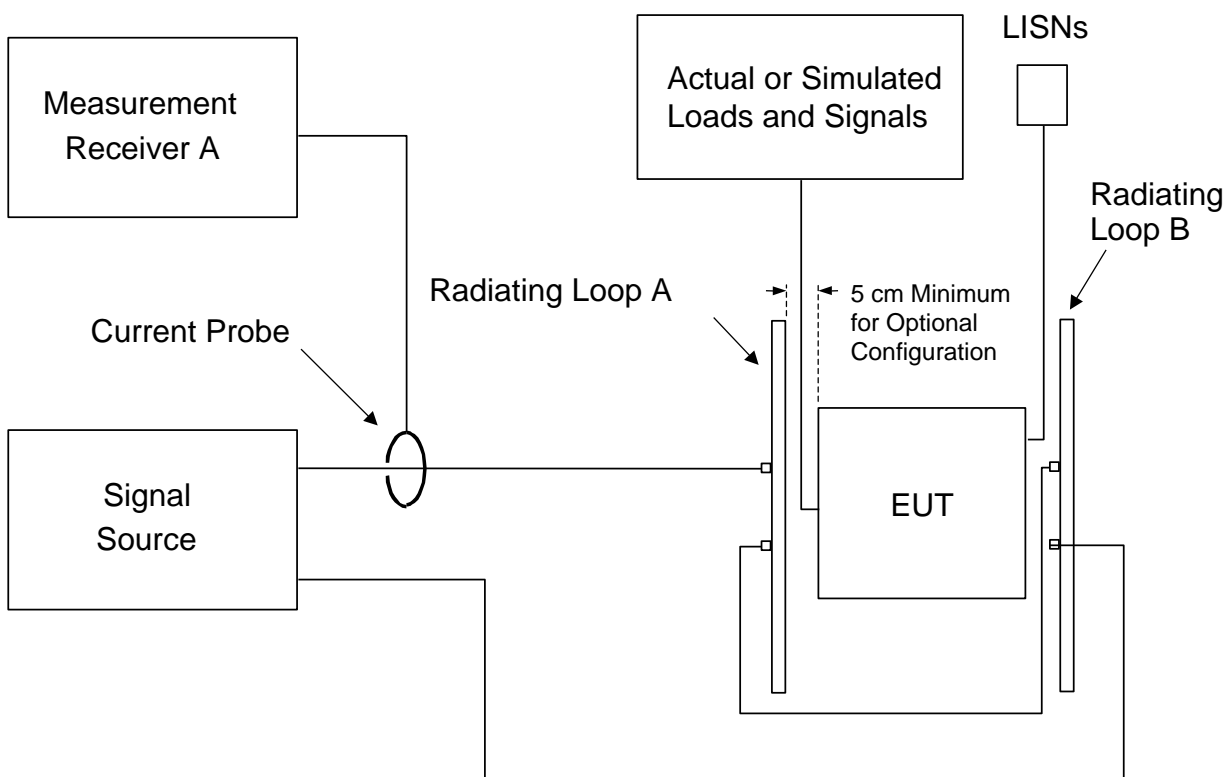 LISNs
Measurement
Receiver A
Actual or Simulated
Loads and Signals
Radiating
Loop B
Radiating Loop A
5 cm Minimum
for Optional
Configuration
Current Probe
Signal
Source
EUT